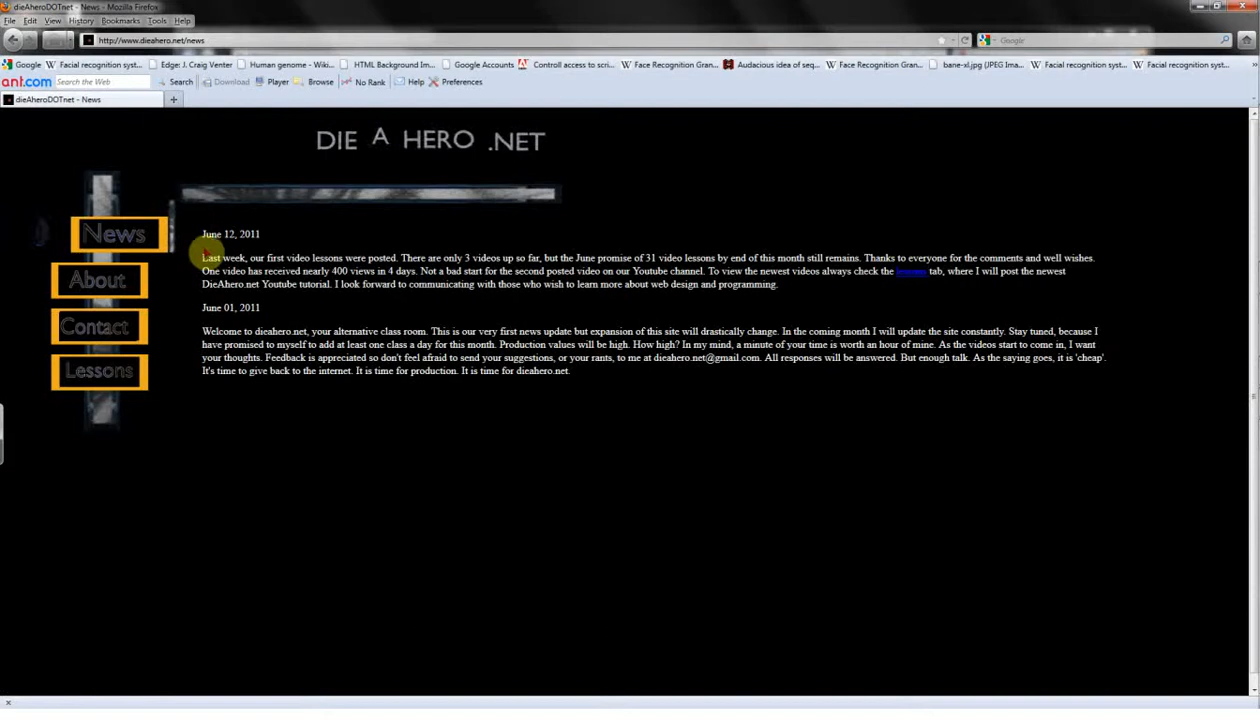 dieAheroDOTnet - News - Mozilla Firefox
File Edit View History Bookmarks Tools Help
http://www.dieahero.net/news
Google
Google Facial recognition syst... Edge: J. Craig Venter Human genome - Wiki... HTML Background Im... Google Accounts Controll access to scri... Face Recognition Gran... Audacious idea of seq... Face Recognition Gran... bane-xl.jpg (JPEG Ima... Facial recognition syst... Facial recognition syst...
ant.com Search the Web Search Download Player Browse No Rank Help Preferences
dieAheroDOTnet - News
DIE A HERO .NET
News
About
Contact
Lessons
June 12, 2011
Last week, our first video lessons were posted. There are only 3 videos up so far, but the June promise of 31 video lessons by end of this month still remains. Thanks to everyone for the comments and well wishes.
One video has received nearly 400 views in 4 days. Not a bad start for the second posted video on our Youtube channel. To view the newest videos always check the lessons tab, where I will post the newest
DieAhero.net Youtube tutorial. I look forward to communicating with those who wish to learn more about web design and programming.
June 01, 2011
Welcome to dieahero.net, your alternative class room. This is our very first news update but expansion of this site will drastically change. In the coming month I will update the site constantly. Stay tuned, because I
have promised to myself to add at least one class a day for this month. Production values will be high. How high? In my mind, a minute of your time is worth an hour of mine. As the videos start to come in, I want
your thoughts. Feedback is appreciated so don't feel afraid to send your suggestions, or your rants, to me at dieahero.net@gmail.com. All responses will be answered. But enough talk. As the saying goes, it is 'cheap'.
It's time to give back to the internet. It is time for production. It is time for dieahero.net.